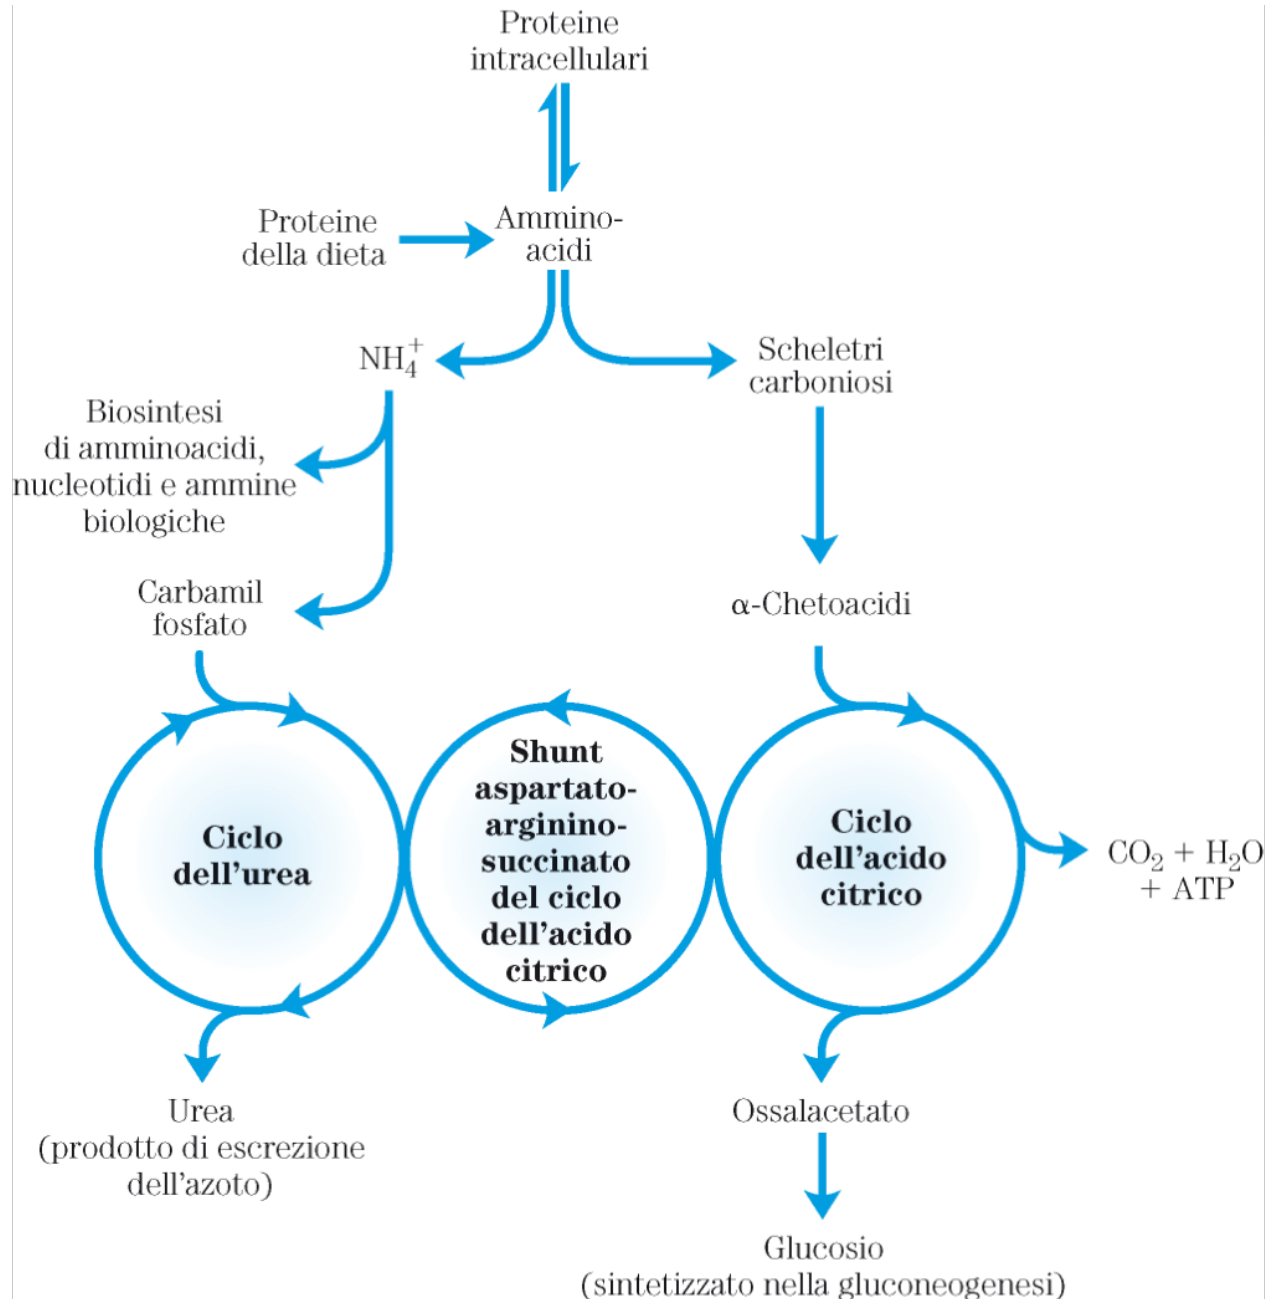 Proteine
intracellulari
Proteine
della dieta
Ammino-
acidi
NH₄⁺
Scheletri
carboniosi
Biosintesi
di amminoacidi,
nucleotidi e ammine
biologiche
Carbamil
fosfato
α-Chetoacidi
Ciclo
dell’urea
Shunt
aspartato-
arginino-
succinato
del ciclo
dell’acido
citrico
Ciclo
dell’acido
citrico
CO₂ + H₂O
+ ATP
Urea
(prodotto di escrezione
dell’azoto)
Ossalacetato
Glucosio
(sintetizzato nella gluconeogenesi)